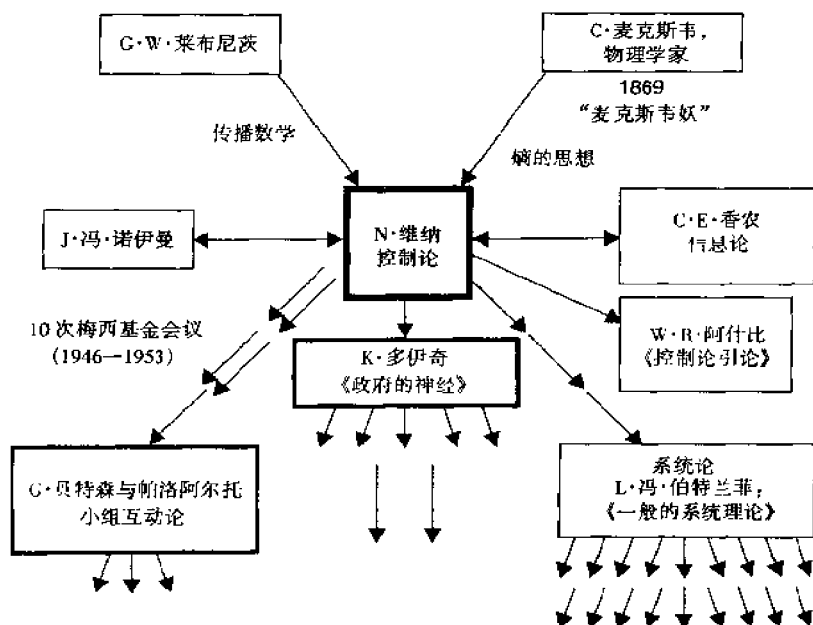 G·W·莱布尼茨
C·麦克斯韦，
物理学家
1869
“麦克斯韦妖”
传播数学
熵的思想
J·冯·诺伊曼
N·维纳
控制论
C·E·香农
信息论
10次梅西基金会议
(1946—1953)
K·多伊奇
《政府的神经》
W·R·阿什比
《控制论引论》
G·贝特森与帕洛阿尔托
小组互动论
系统论
L·冯·伯特兰菲；
《一般的系统理论》